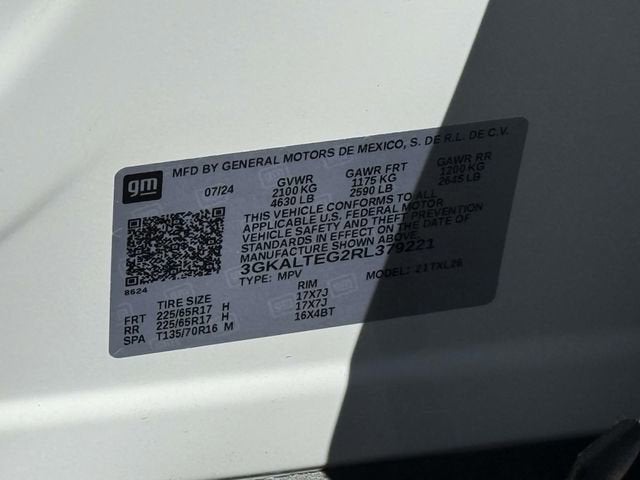 MFD BY GENERAL MOTORS DE MEXICO, S. DE R.L. DE C.V.
gm
07/24 GVWR GAWR FRT GAWR RR
2100 KG 1175 KG 1200 KG
4630 LB 2590 LB 2645 LB
THIS VEHICLE CONFORMS TO ALL
APPLICABLE U.S. FEDERAL MOTOR
VEHICLE SAFETY AND THEFT PREVENTION
STANDARDS IN EFFECT ON THE DATE OF
MANUFACTURE SHOWN ABOVE.
3GKALTEG2RL379221
TYPE: MPV MODEL: 21TXL26
8624
TIRE SIZE RIM
FRT 225/65R17 H 17X7J
RR 225/65R17 H 17X7J
SPA T135/70R16 M 16X4BT